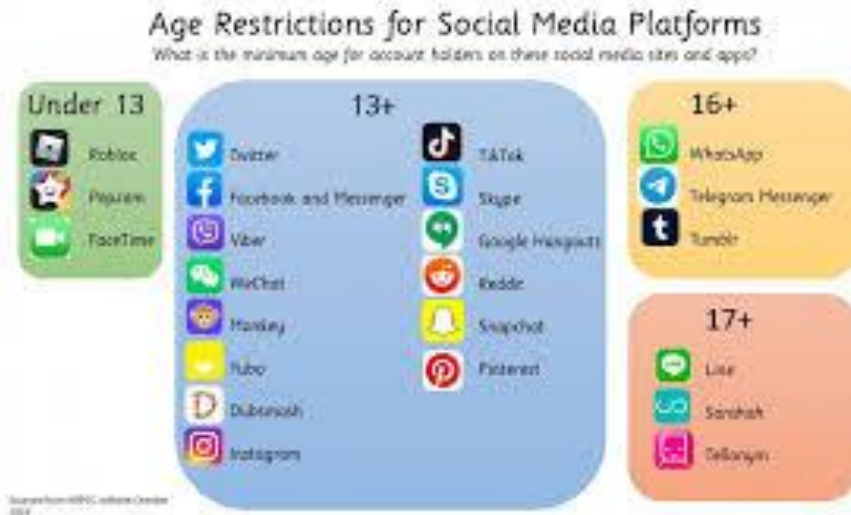 Age Restrictions for Social Media Platforms
What is the minimum age for account holders on these social media sites and apps?
Under 13
Roblox
Popjam
FaceTime
13+
Twitter
Facebook and Messenger
Viber
WeChat
Monkey
Yubo
Dubsmash
Instagram
TikTok
Skype
Google Hangouts
Reddit
Snapchat
Pinterest
16+
WhatsApp
Telegram Messenger
Tumblr
17+
Line
Sarahah
Tellonym